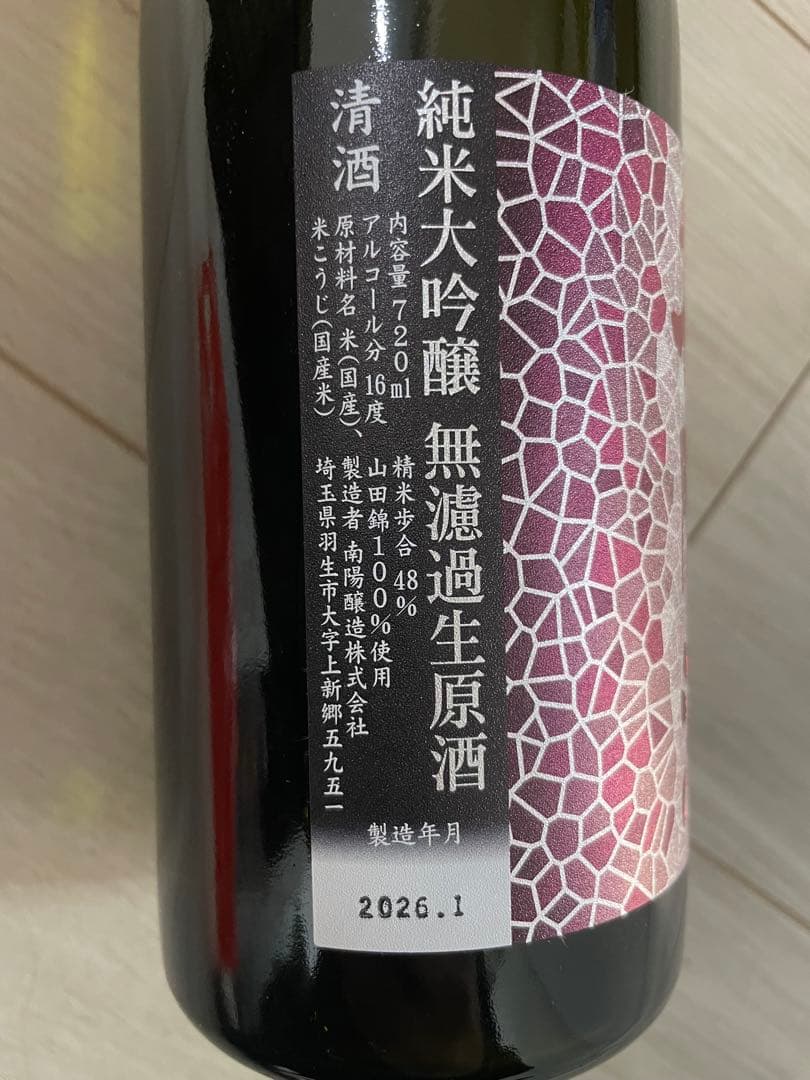 純米大吟醸 無濾過生原酒
清酒
内容量 720ml
アルコール分 16度
原材料名 米(国産)、
米こうじ(国産米)
精米歩合 48%
山田錦100%使用
製造者 南陽醸造株式会社
埼玉県羽生市大字上新郷五九五一
製造年月
2026.1